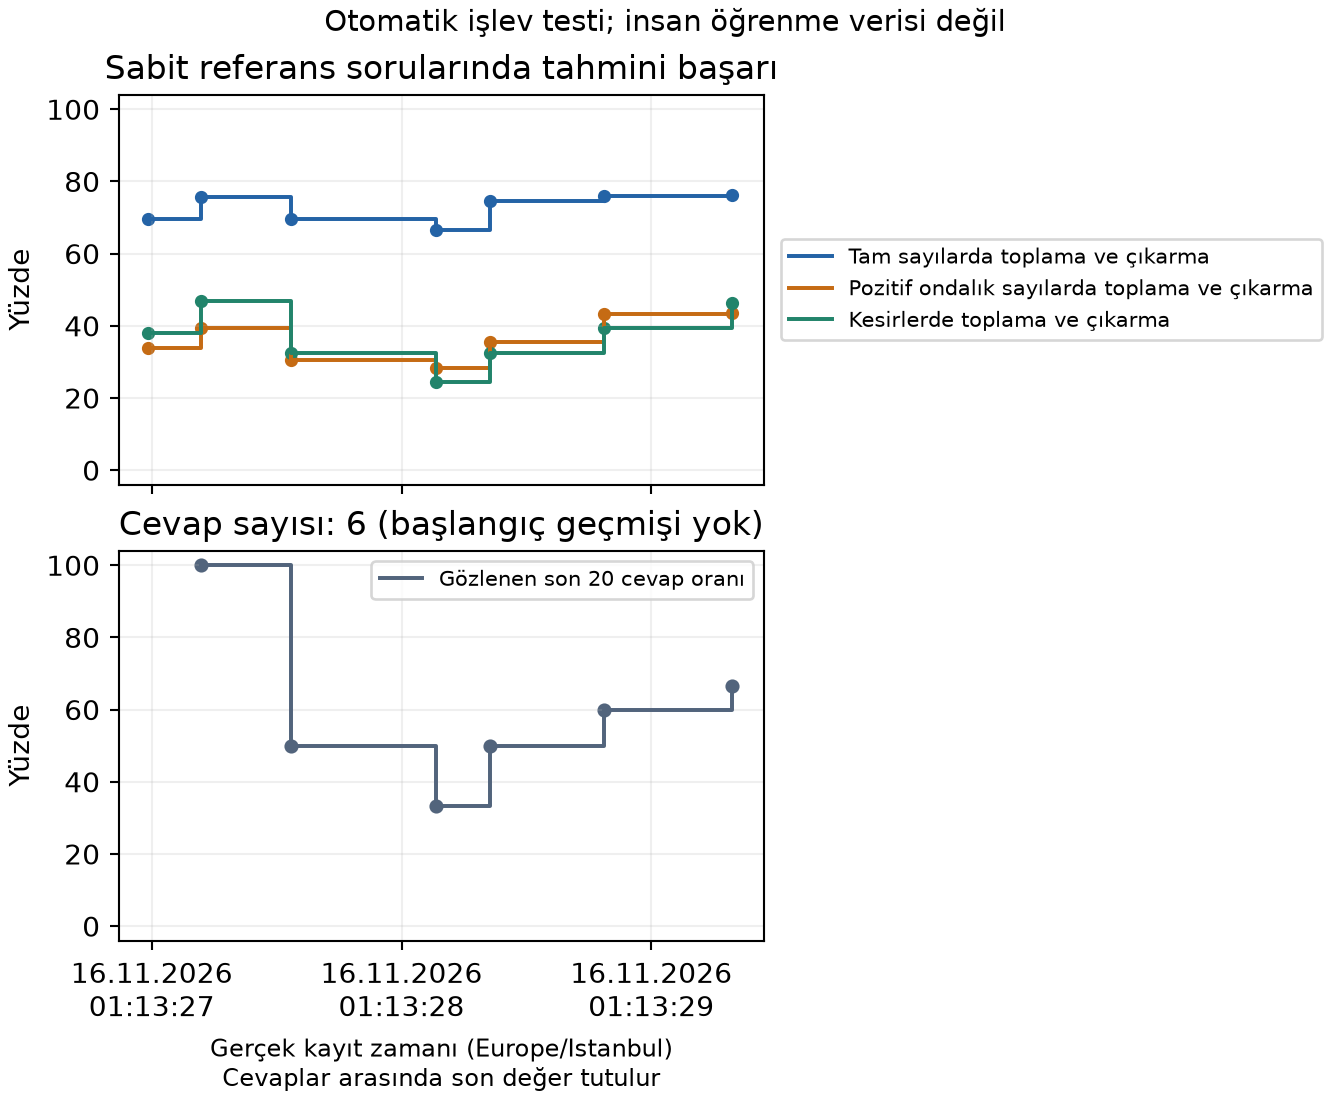 Otomatik işlev testi; insan öğrenme verisi değil
Sabit referans sorularında tahmini başarı
Yüzde
100
80
60
40
20
0
Tam sayılarda toplama ve çıkarma
Pozitif ondalık sayılarda toplama ve çıkarma
Kesirlerde toplama ve çıkarma
Cevap sayısı: 6 (başlangıç geçmişi yok)
Yüzde
100
80
60
40
20
0
Gözlenen son 20 cevap oranı
16.11.2026 16.11.2026 16.11.2026
01:13:27 01:13:28 01:13:29
Gerçek kayıt zamanı (Europe/Istanbul)
Cevaplar arasında son değer tutulur